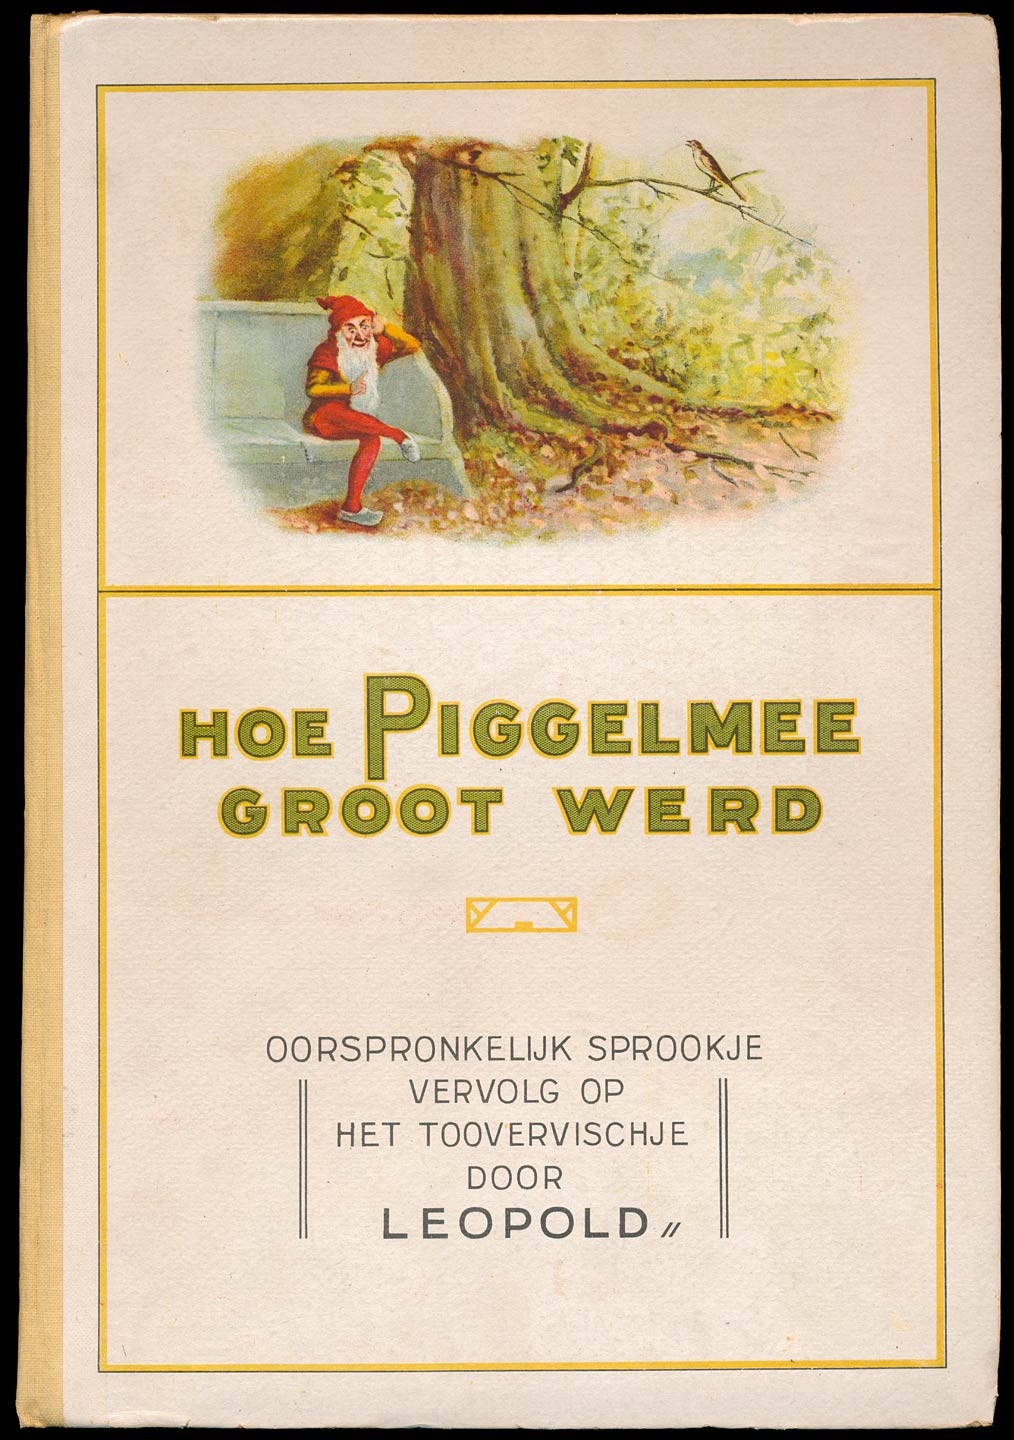 HOE PIGGELMEE
GROOT WERD
OORSPRONKELIJK SPROOKJE
VERVOLG OP
HET TOOVERVISCHJE
DOOR
LEOPOLD〃